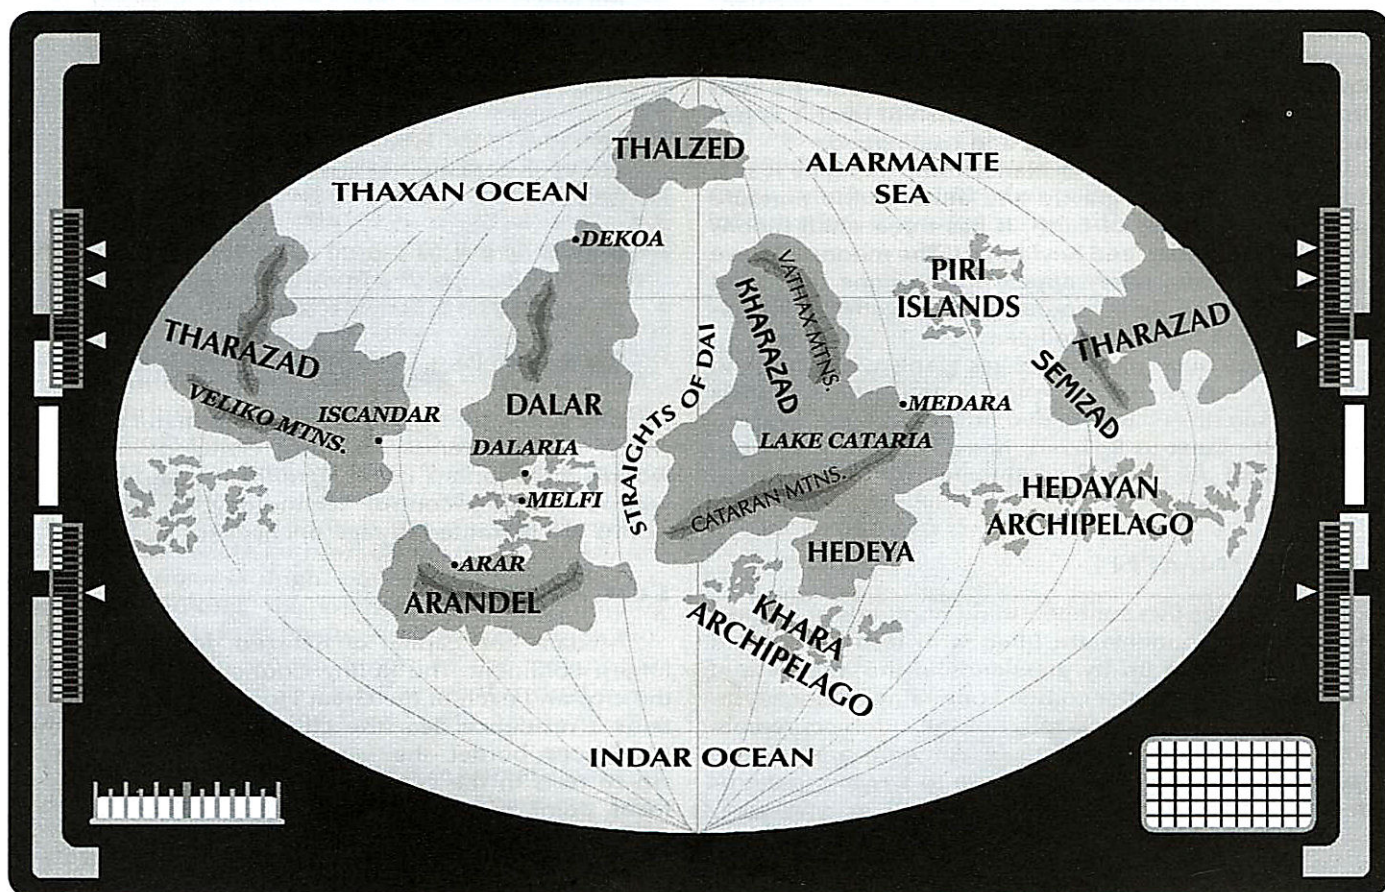 THALZED
ALARMANTE
SEA
THAXAN OCEAN
DEKOA
PIRI
ISLANDS
VATHAX MTNS.
KHARAZAD
THARAZAD
THARAZAD
SEMIZAD
STRAIGHTS OF DAI
VELIKO MTNS.
ISCANDAR
DALAR
MEDARA
DALARIA
LAKE CATARIA
MELFI
CATARAN MTNS.
HEDAYAN
ARCHIPELAGO
HEDEYA
ARAR
ARANDEL
KHARA
ARCHIPELAGO
INDAR OCEAN